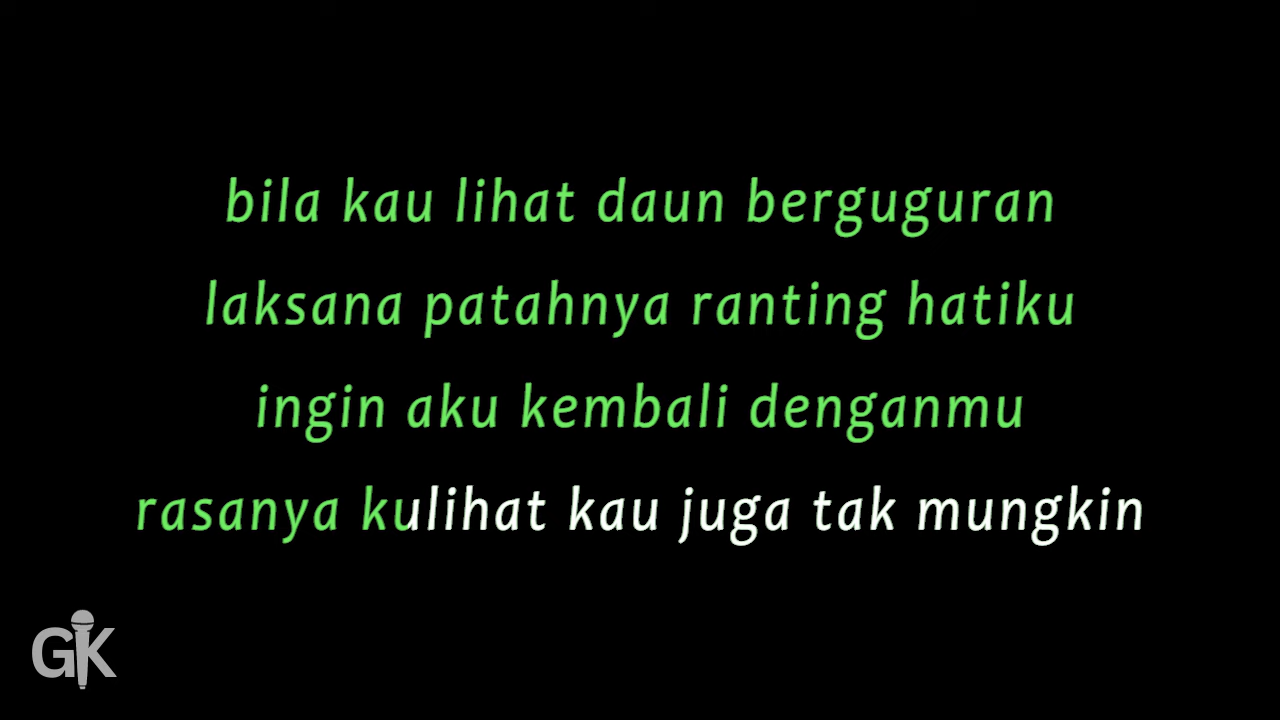 bila kau lihat daun berguguran
laksana patahnya ranting hatiku
ingin aku kembali denganmu
rasanya kulihat kau juga tak mungkin
GK